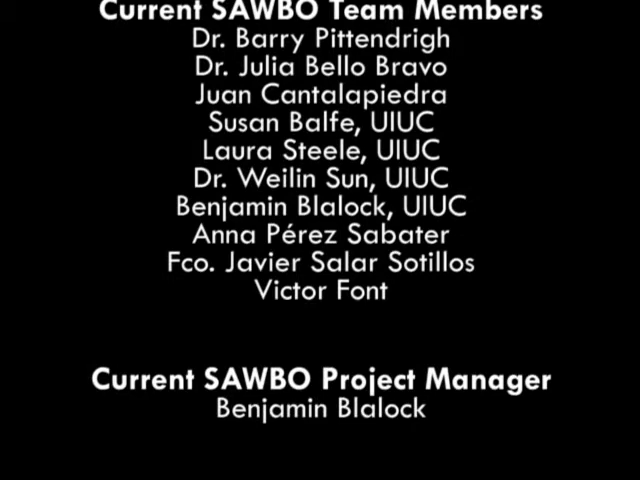 Current SAWBO Team Members
Dr. Barry Pittendrigh
Dr. Julia Bello Bravo
Juan Cantalapiedra
Susan Balfe, UIUC
Laura Steele, UIUC
Dr. Weilin Sun, UIUC
Benjamin Blalock, UIUC
Anna Pérez Sabater
Fco. Javier Salar Sotillos
Victor Font
Current SAWBO Project Manager
Benjamin Blalock